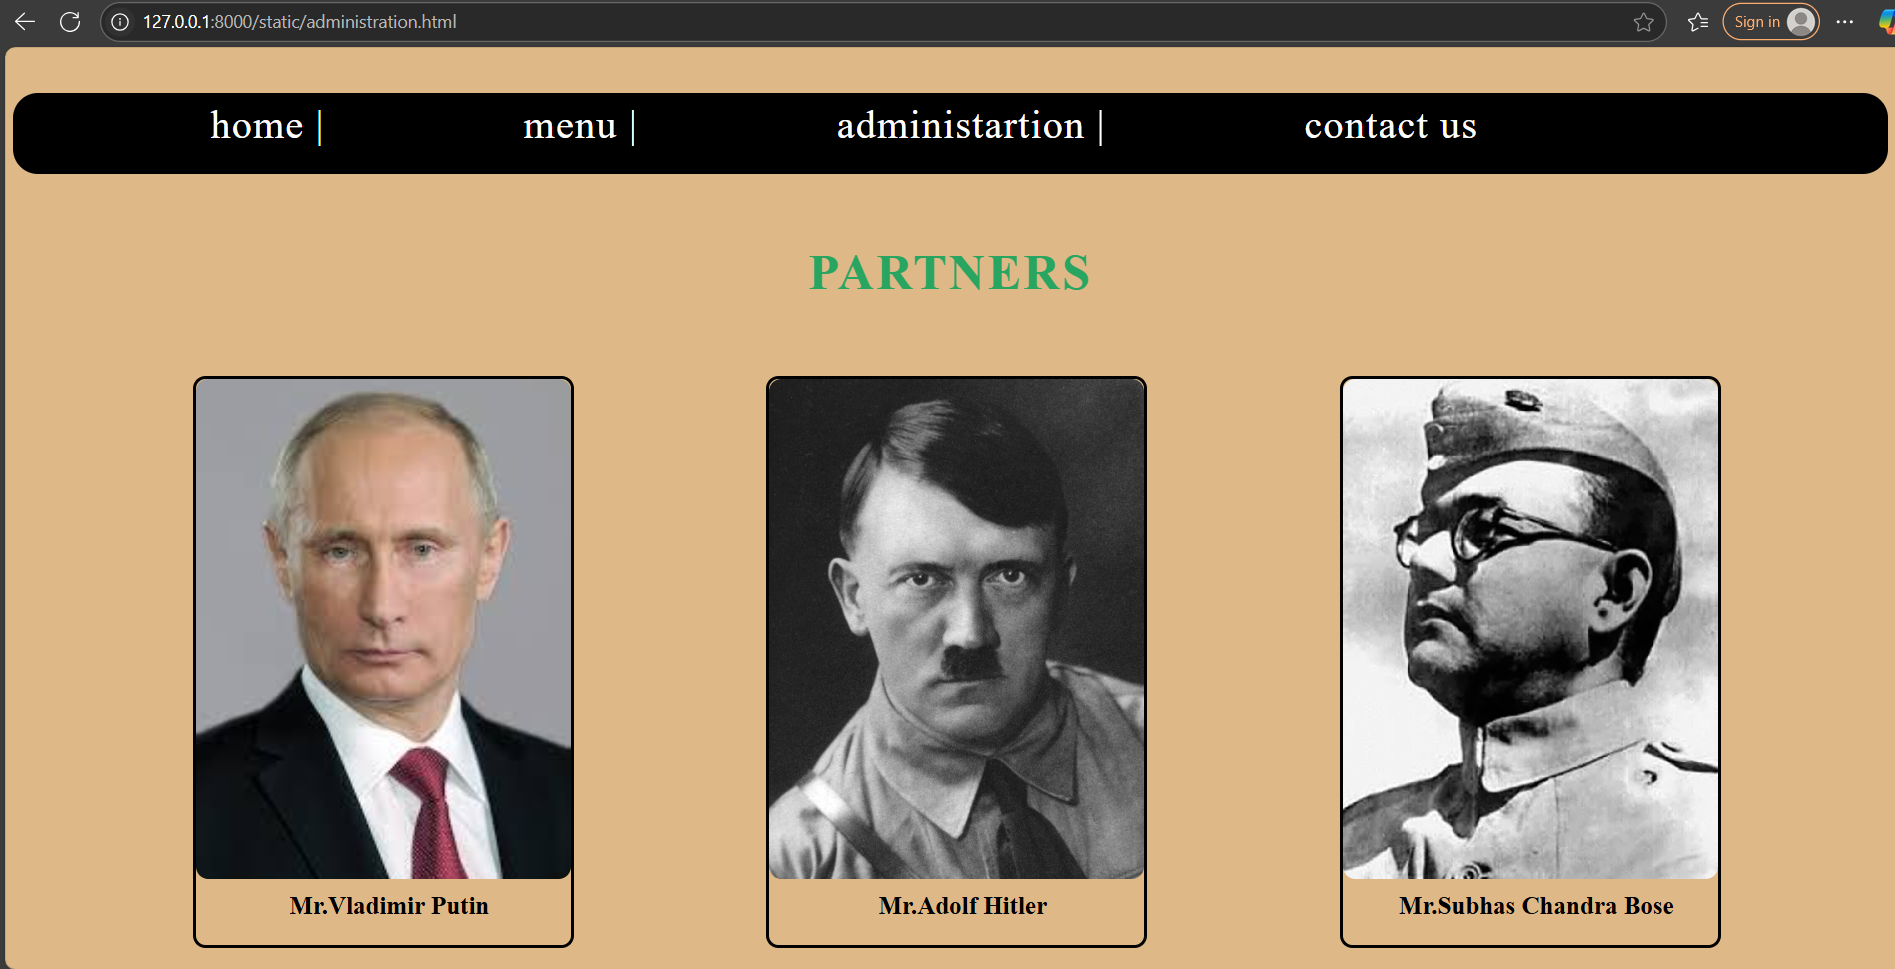 127.0.0.1:8000/static/administration.html
Sign in
home | menu | administartion | contact us
PARTNERS
Mr.Vladimir Putin
Mr.Adolf Hitler
Mr.Subhas Chandra Bose